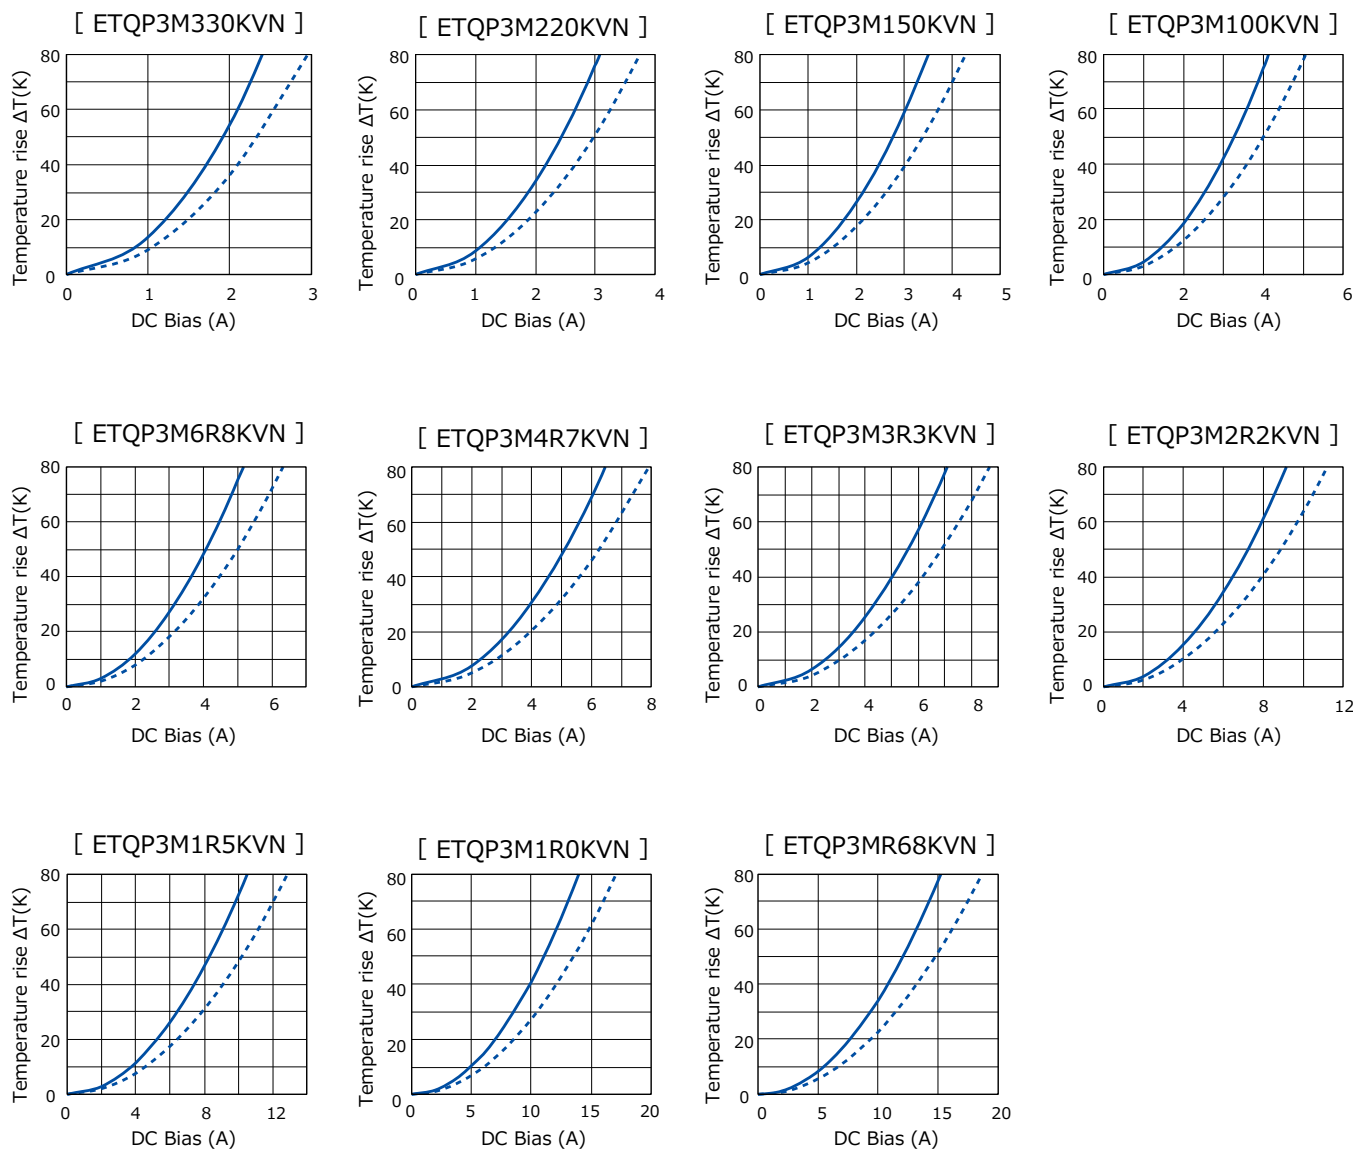 [ ETQP3M330KVN ]
Temperature rise ΔT(K)
80
60
40
20
0
0 1 2 3
DC Bias (A)
[ ETQP3M220KVN ]
Temperature rise ΔT(K)
80
60
40
20
0
0 1 2 3 4
DC Bias (A)
[ ETQP3M150KVN ]
Temperature rise ΔT(K)
80
60
40
20
0
0 1 2 3 4 5
DC Bias (A)
[ ETQP3M100KVN ]
Temperature rise ΔT(K)
80
60
40
20
0
0 2 4 6
DC Bias (A)
[ ETQP3M6R8KVN ]
Temperature rise ΔT(K)
80
60
40
20
0
0 2 4 6
DC Bias (A)
[ ETQP3M4R7KVN ]
Temperature rise ΔT(K)
80
60
40
20
0
0 2 4 6 8
DC Bias (A)
[ ETQP3M3R3KVN ]
Temperature rise ΔT(K)
80
60
40
20
0
0 2 4 6 8
DC Bias (A)
[ ETQP3M2R2KVN ]
Temperature rise ΔT(K)
80
60
40
20
0
0 4 8 12
DC Bias (A)
[ ETQP3M1R5KVN ]
Temperature rise ΔT(K)
80
60
40
20
0
0 4 8 12
DC Bias (A)
[ ETQP3M1R0KVN ]
Temperature rise ΔT(K)
80
60
40
20
0
0 5 10 15 20
DC Bias (A)
[ ETQP3MR68KVN ]
Temperature rise ΔT(K)
80
60
40
20
0
0 5 10 15 20
DC Bias (A)